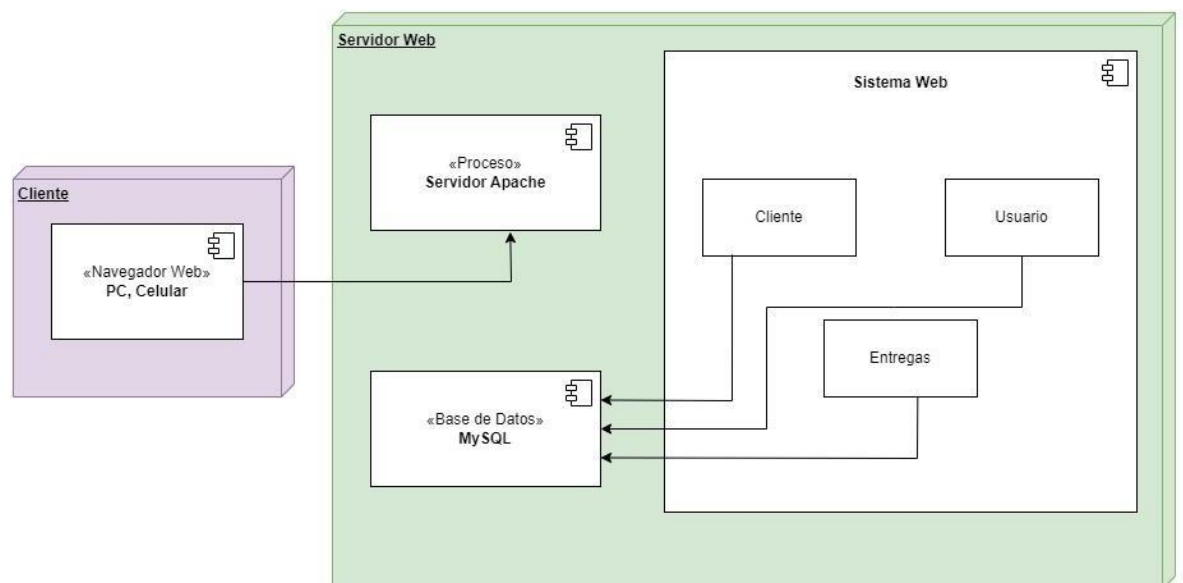 Servidor Web
Sistema Web
«Proceso»
Servidor Apache
Cliente
«Navegador Web»
PC, Celular
Cliente
Usuario
Entregas
«Base de Datos»
MySQL